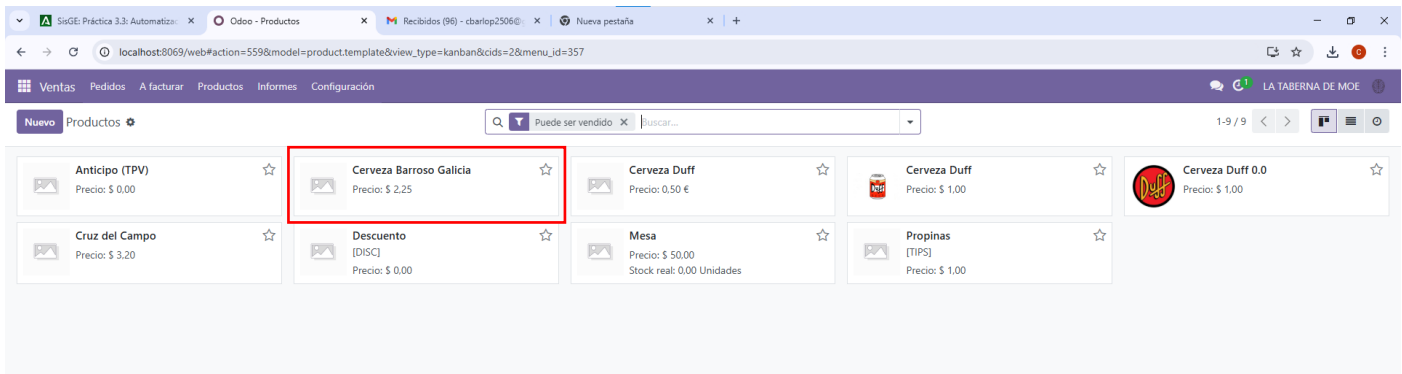 SisGE: Práctica 3.3: Automatizac
Odoo - Productos
Recibidos (96) - cbarlop2506@
Nueva pestaña
localhost:8069/web#action=559&model=product.template&view_type=kanban&cids=2&menu_id=357
C
Ventas Pedidos A facturar Productos Informes Configuración
1 LA TABERNA DE MOE
Nuevo Productos
Puede ser vendido
Buscar...
1-9 / 9
Anticipo (TPV)
Precio: $ 0,00
Cerveza Barroso Galicia
Precio: $ 2,25
Cerveza Duff
Precio: 0,50 €
Cerveza Duff
Precio: $ 1,00
Duff
Cerveza Duff 0.0
Precio: $ 1,00
Cruz del Campo
Precio: $ 3,20
Descuento
[DISC]
Precio: $ 0,00
Mesa
Precio: $ 50,00
Stock real: 0,00 Unidades
Propinas
[TIPS]
Precio: $ 1,00